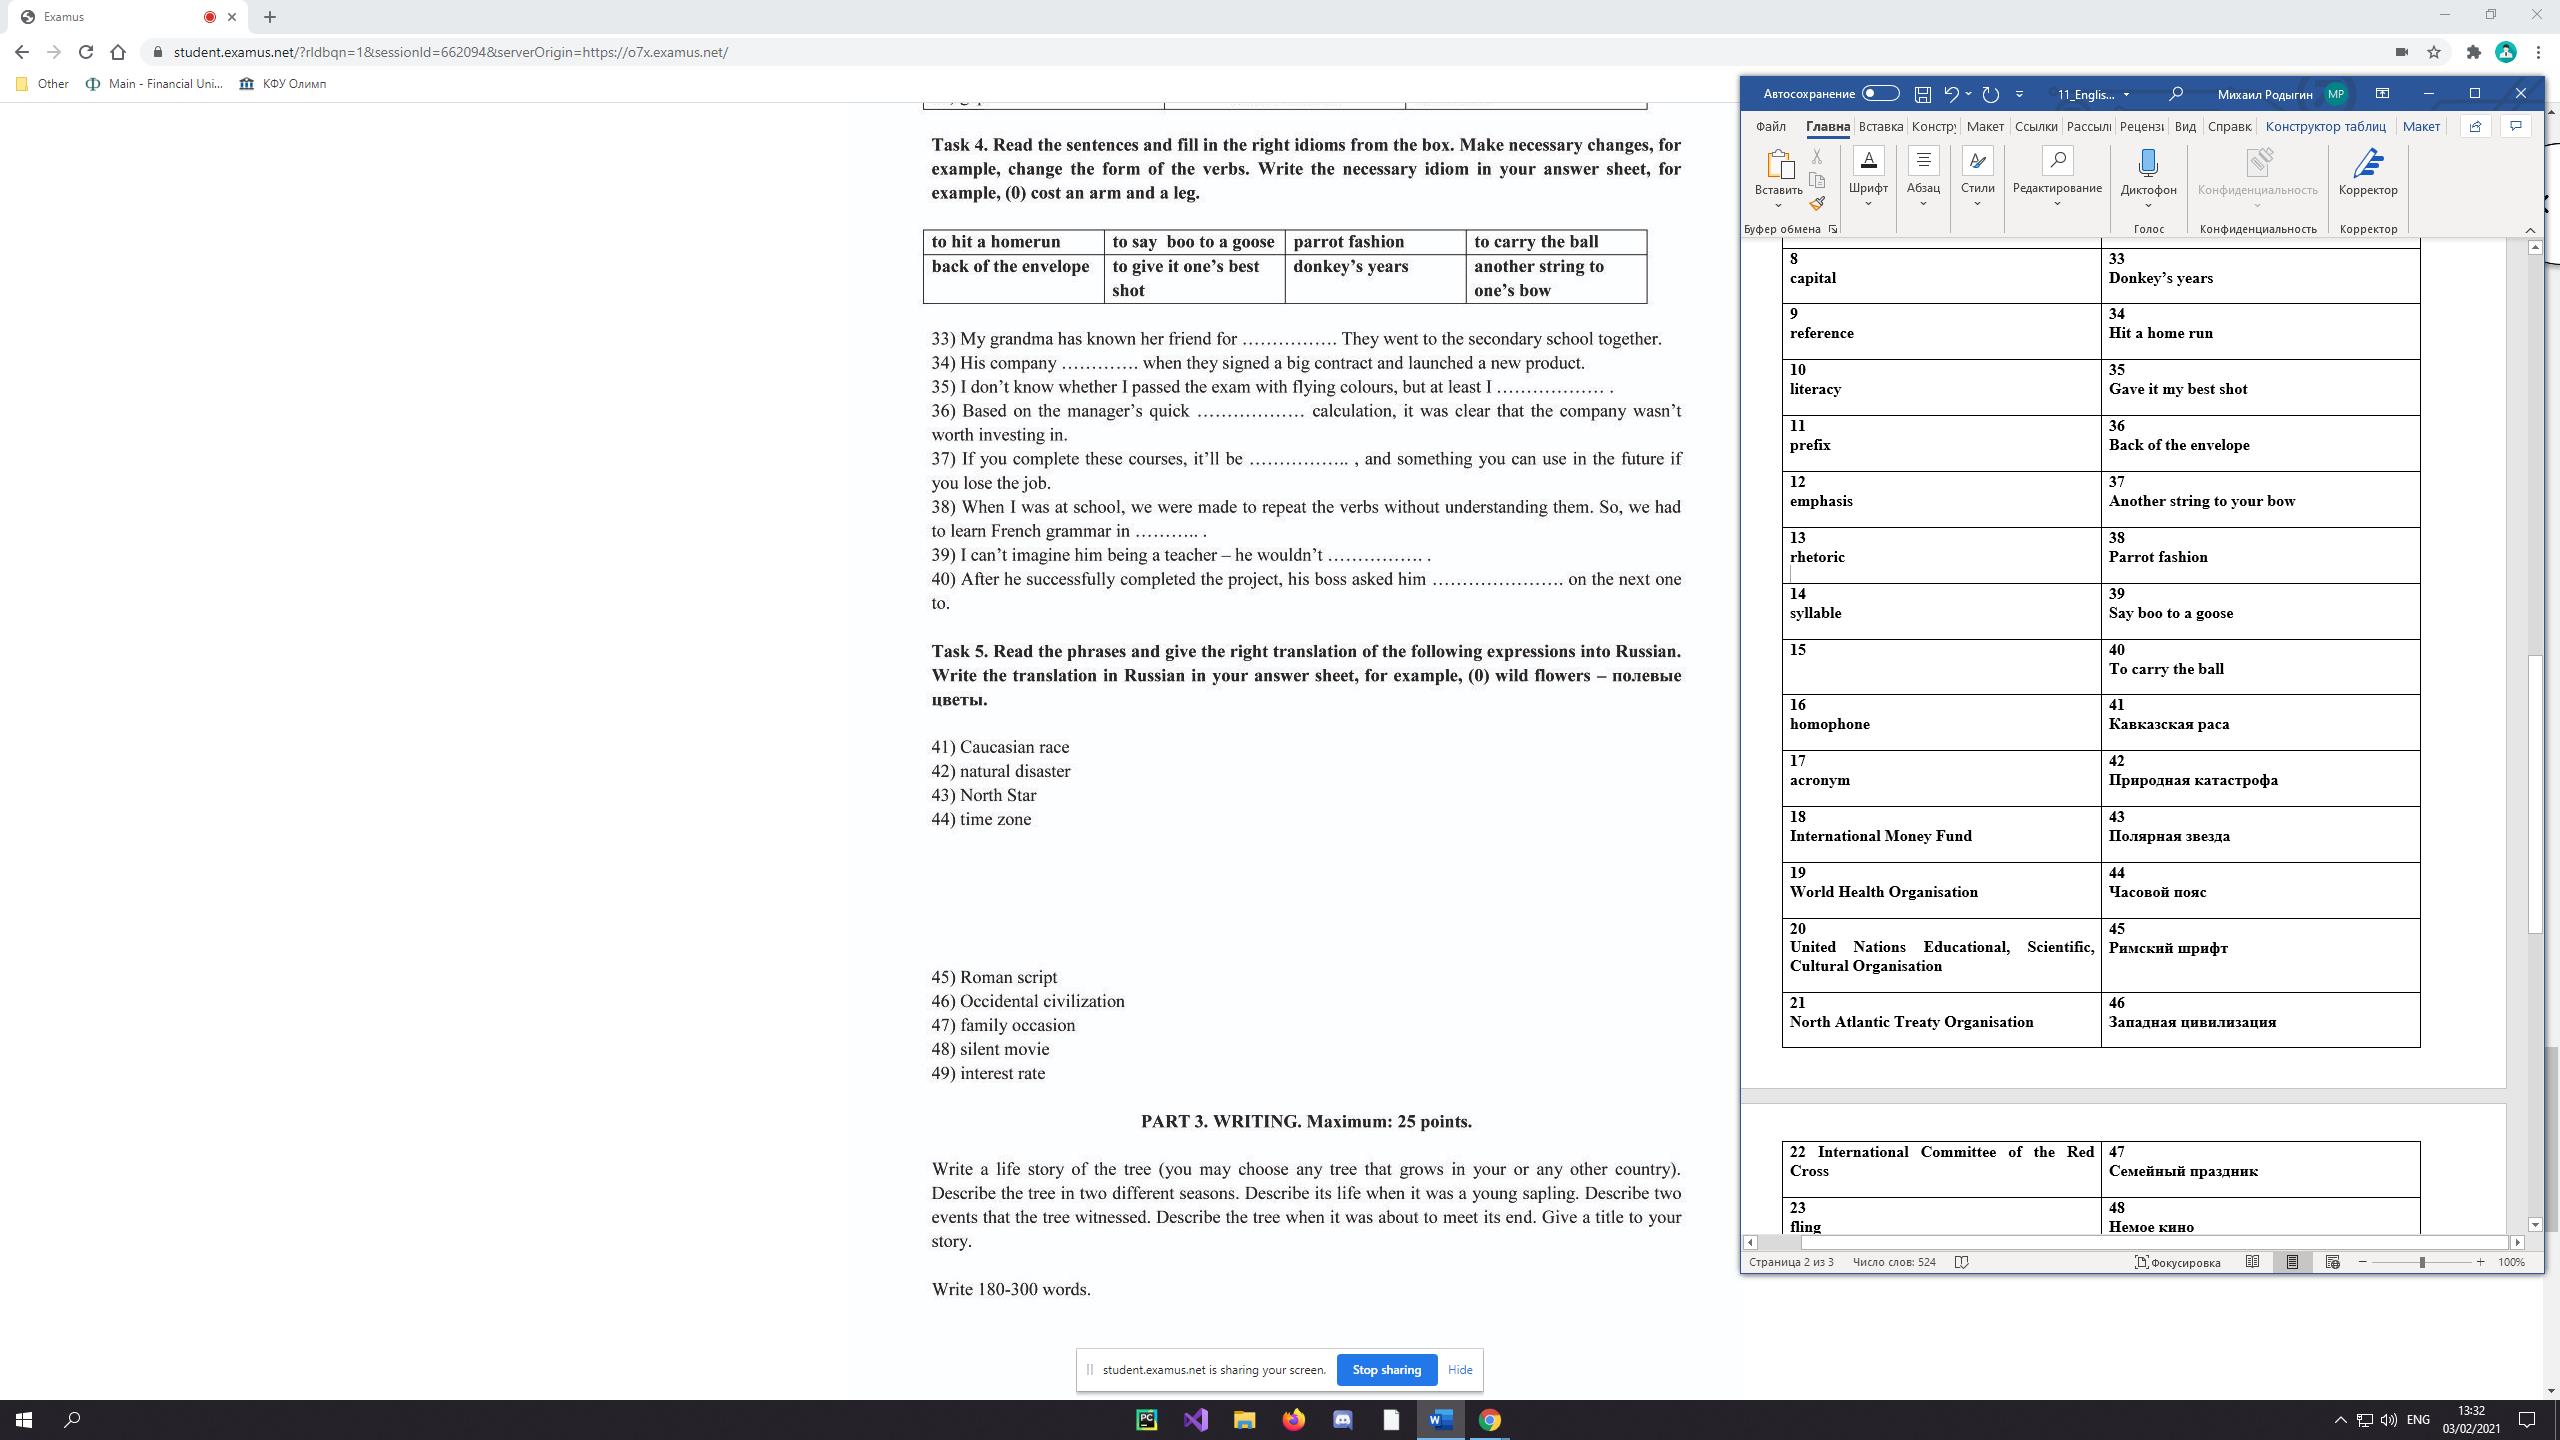 Examus
student.examus.net/?rldbqn=1&sessionId=662094&serverOrigin=https://o7x.examus.net/
Other
Main - Financial Uni...
КФУ Олимп
Task 4. Read the sentences and fill in the right idioms from the box. Make necessary changes, for
example, change the form of the verbs. Write the necessary idiom in your answer sheet, for
example, (0) cost an arm and a leg.
to hit a homerun
to say boo to a goose
parrot fashion
to carry the ball
back of the envelope
to give it one's best
shot
donkey's years
another string to
one's bow
33) My grandma has known her friend for ……………. They went to the secondary school together.
34) His company …………. when they signed a big contract and launched a new product.
35) I don't know whether I passed the exam with flying colours, but at least I ……………… .
36) Based on the manager's quick ……………… calculation, it was clear that the company wasn't
worth investing in.
37) If you complete these courses, it'll be …………….. , and something you can use in the future if
you lose the job.
38) When I was at school, we were made to repeat the verbs without understanding them. So, we had
to learn French grammar in ……….. .
39) I can't imagine him being a teacher – he wouldn't ……………. .
40) After he successfully completed the project, his boss asked him …………………. on the next one
to.
Task 5. Read the phrases and give the right translation of the following expressions into Russian.
Write the translation in Russian in your answer sheet, for example, (0) wild flowers – полевые
цветы.
41) Caucasian race
42) natural disaster
43) North Star
44) time zone
45) Roman script
46) Occidental civilization
47) family occasion
48) silent movie
49) interest rate
PART 3. WRITING. Maximum: 25 points.
Write a life story of the tree (you may choose any tree that grows in your or any other country).
Describe the tree in two different seasons. Describe its life when it was a young sapling. Describe two
events that the tree witnessed. Describe the tree when it was about to meet its end. Give a title to your
story.
Write 180-300 words.
student.examus.net is sharing your screen.
Stop sharing
Hide
Автосохранение
11_Englis...
Михаил Родыгин
МР
Файл
Главна
Вставка
Констру
Макет
Ссылки
Рассыл
Рецензи
Вид
Справк
Конструктор таблиц
Макет
Вставить
Шрифт
Абзац
Стили
Редактирование
Диктофон
Конфиденциальность
Корректор
Буфер обмена
Голос
Конфиденциальность
Корректор
8
capital
33
Donkey's years
9
reference
34
Hit a home run
10
literacy
35
Gave it my best shot
11
prefix
36
Back of the envelope
12
emphasis
37
Another string to your bow
13
rhetoric
38
Parrot fashion
14
syllable
39
Say boo to a goose
15
40
To carry the ball
16
homophone
41
Кавказская раса
17
acronym
42
Природная катастрофа
18
International Money Fund
43
Полярная звезда
19
World Health Organisation
44
Часовой пояс
20
United Nations Educational, Scientific,
Cultural Organisation
45
Римский шрифт
21
North Atlantic Treaty Organisation
46
Западная цивилизация
22 International Committee of the Red
Cross
47
Семейный праздник
23
fling
48
Немое кино
Страница 2 из 3
Число слов: 524
Фокусировка
100%
PC
ENG
13:32
03/02/2021